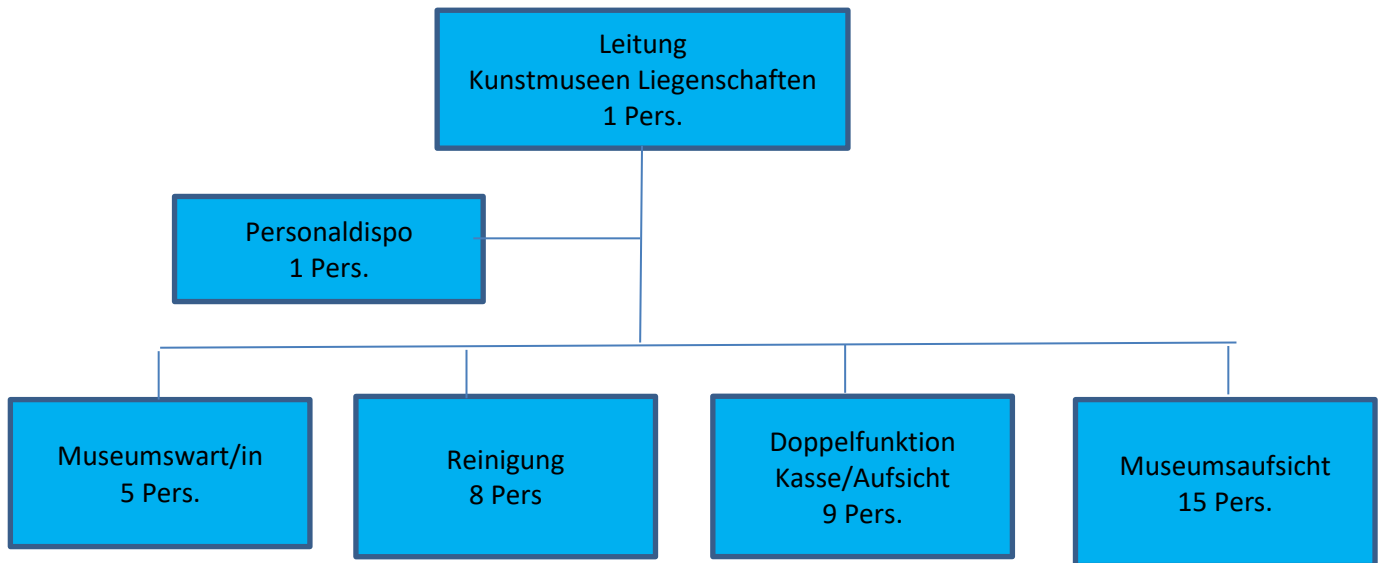 Leitung
Kunstmuseen Liegenschaften
1 Pers.
Personaldispo
1 Pers.
Museumswart/in
5 Pers.
Reinigung
8 Pers
Doppelfunktion
Kasse/Aufsicht
9 Pers.
Museumsaufsicht
15 Pers.